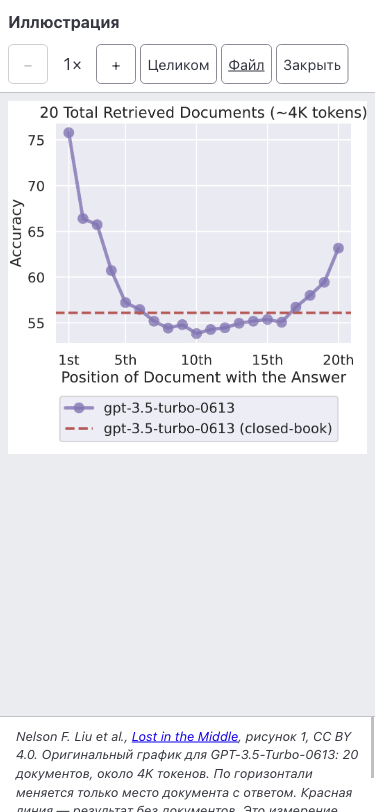 Иллюстрация
− 1× + Целиком Файл Закрыть
20 Total Retrieved Documents (~4K tokens)
Accuracy
75
70
65
60
55
1st 5th 10th 15th 20th
Position of Document with the Answer
gpt-3.5-turbo-0613
gpt-3.5-turbo-0613 (closed-book)
Nelson F. Liu et al., Lost in the Middle, рисунок 1, CC BY
4.0. Оригинальный график для GPT-3.5-Turbo-0613: 20
документов, около 4K токенов. По горизонтали
меняется только место документа с ответом. Красная
линия — результат без документов. Это измерение